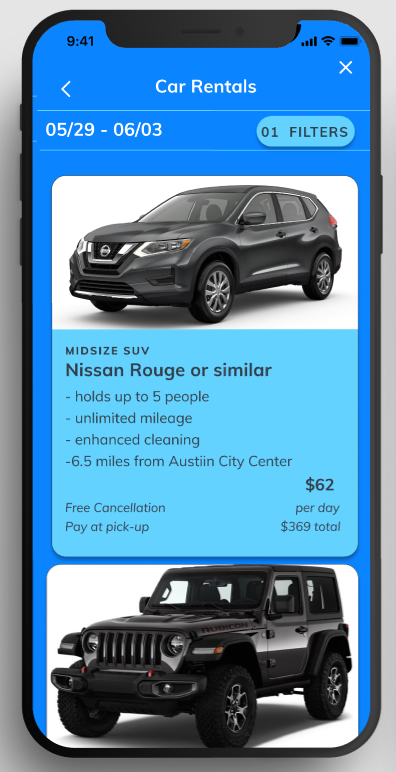 9:41
Car Rentals
05/29 - 06/03
01 FILTERS
MIDSIZE SUV
Nissan Rouge or similar
- holds up to 5 people
- unlimited mileage
- enhanced cleaning
-6.5 miles from Austiin City Center
$62
Free Cancellation per day
Pay at pick-up $369 total
RUBICON